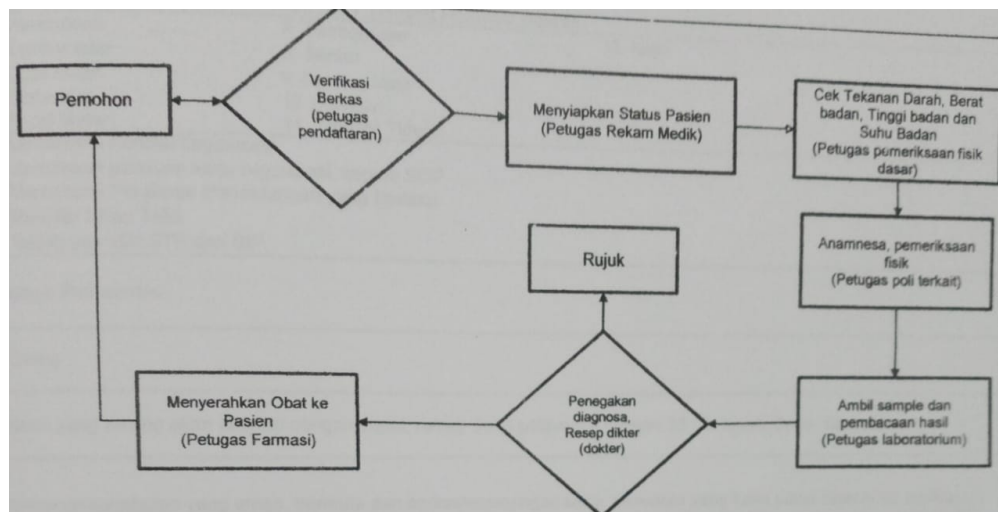 Pemohon
Verifikasi
Berkas
(petugas
pendaftaran)
Menyiapkan Status Pasien
(Petugas Rekam Medik)
Cek Tekanan Darah, Berat
badan, Tinggi badan dan
Suhu Badan
(Petugas pemeriksaan fisik
dasar)
Anamnesa, pemeriksaan
fisik
(Petugas poli terkait)
Ambil sample dan
pembacaan hasil
(Petugas laboratorium)
Penegakan
diagnosa,
Resep dikter
(dokter)
Rujuk
Menyerahkan Obat ke
Pasien
(Petugas Farmasi)